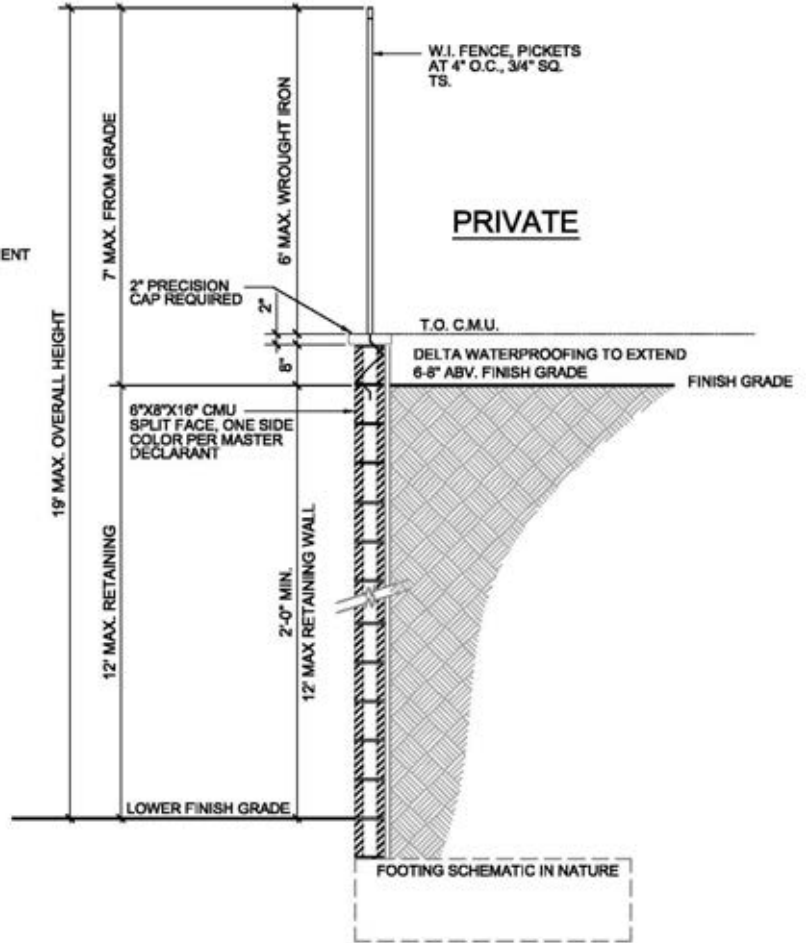 W.I. FENCE, PICKETS
AT 4" O.C., 3/4" SQ.
TS.
7' MAX. FROM GRADE
6' MAX. WROUGHT IRON
PRIVATE
ENT
2" PRECISION
CAP REQUIRED
2"
T.O. C.M.U.
8"
DELTA WATERPROOFING TO EXTEND
6-8" ABV. FINISH GRADE
FINISH GRADE
19' MAX. OVERALL HEIGHT
6"X8"X16" CMU
SPLIT FACE, ONE SIDE
COLOR PER MASTER
DECLARANT
12' MAX. RETAINING
2'-0" MIN.
12' MAX RETAINING WALL
LOWER FINISH GRADE
FOOTING SCHEMATIC IN NATURE